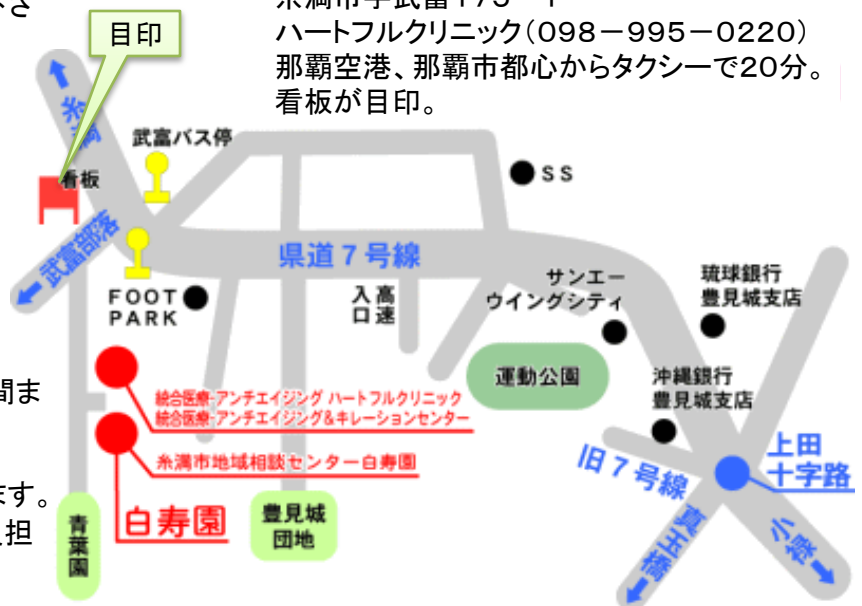 目印
糸満市字武富
ハートフルクリニック（098－995－0220）
那覇空港、那覇市都心からタクシーで20分。
看板が目印。
糸満
武富バス停
看板
SS
武富部落
県道7号線
FOOT
PARK
高速
入口
サンエー
ウイングシティ
琉球銀行
豊見城支店
運動公園
沖縄銀行
豊見城支店
間ま
統合医療・アンチエイジング ハートフルクリニック
統合医療・アンチエイジング&キレーションセンター
糸満市地域相談センター白寿園
上田
十字路
旧7号線
ます。
担
青葉園
白寿園
豊見城
団地
真玉橋
小禄